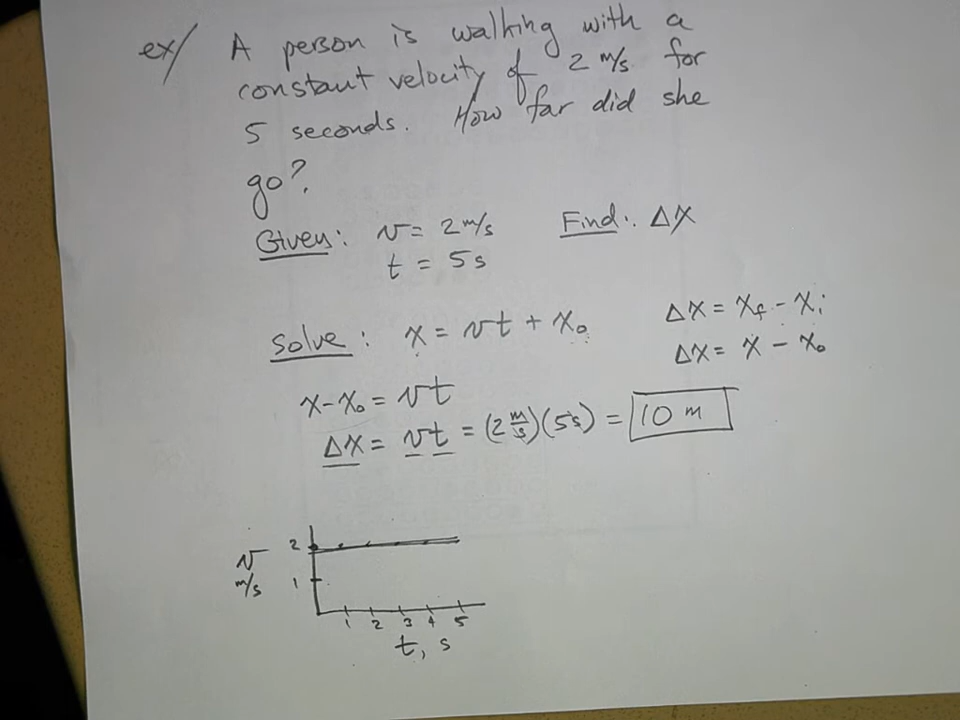 ex/ A person is walking with a
constant velocity of 2 m/s for
5 seconds. How far did she
go?
Given: v = 2 m/s Find: Δx
t = 5 s
Solve: x = vt + x₀ Δx = x_f - x_i
Δx = x - x₀
x - x₀ = vt
Δx = vt = (2 m/s)(5s) = 10 m
v
m/s
2
1
1 2 3 4 5
t, s